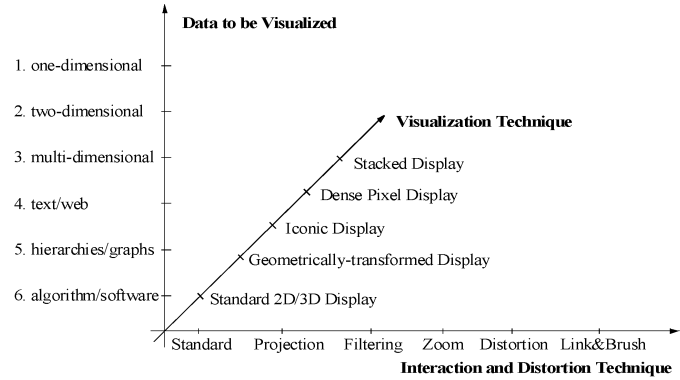 Data to be Visualized
1. one-dimensional
2. two-dimensional
Visualization Technique
3. multi-dimensional
Stacked Display
Dense Pixel Display
4. text/web
Iconic Display
5. hierarchies/graphs
Geometrically-transformed Display
6. algorithm/software
Standard 2D/3D Display
Standard Projection Filtering Zoom Distortion Link&Brush
Interaction and Distortion Technique